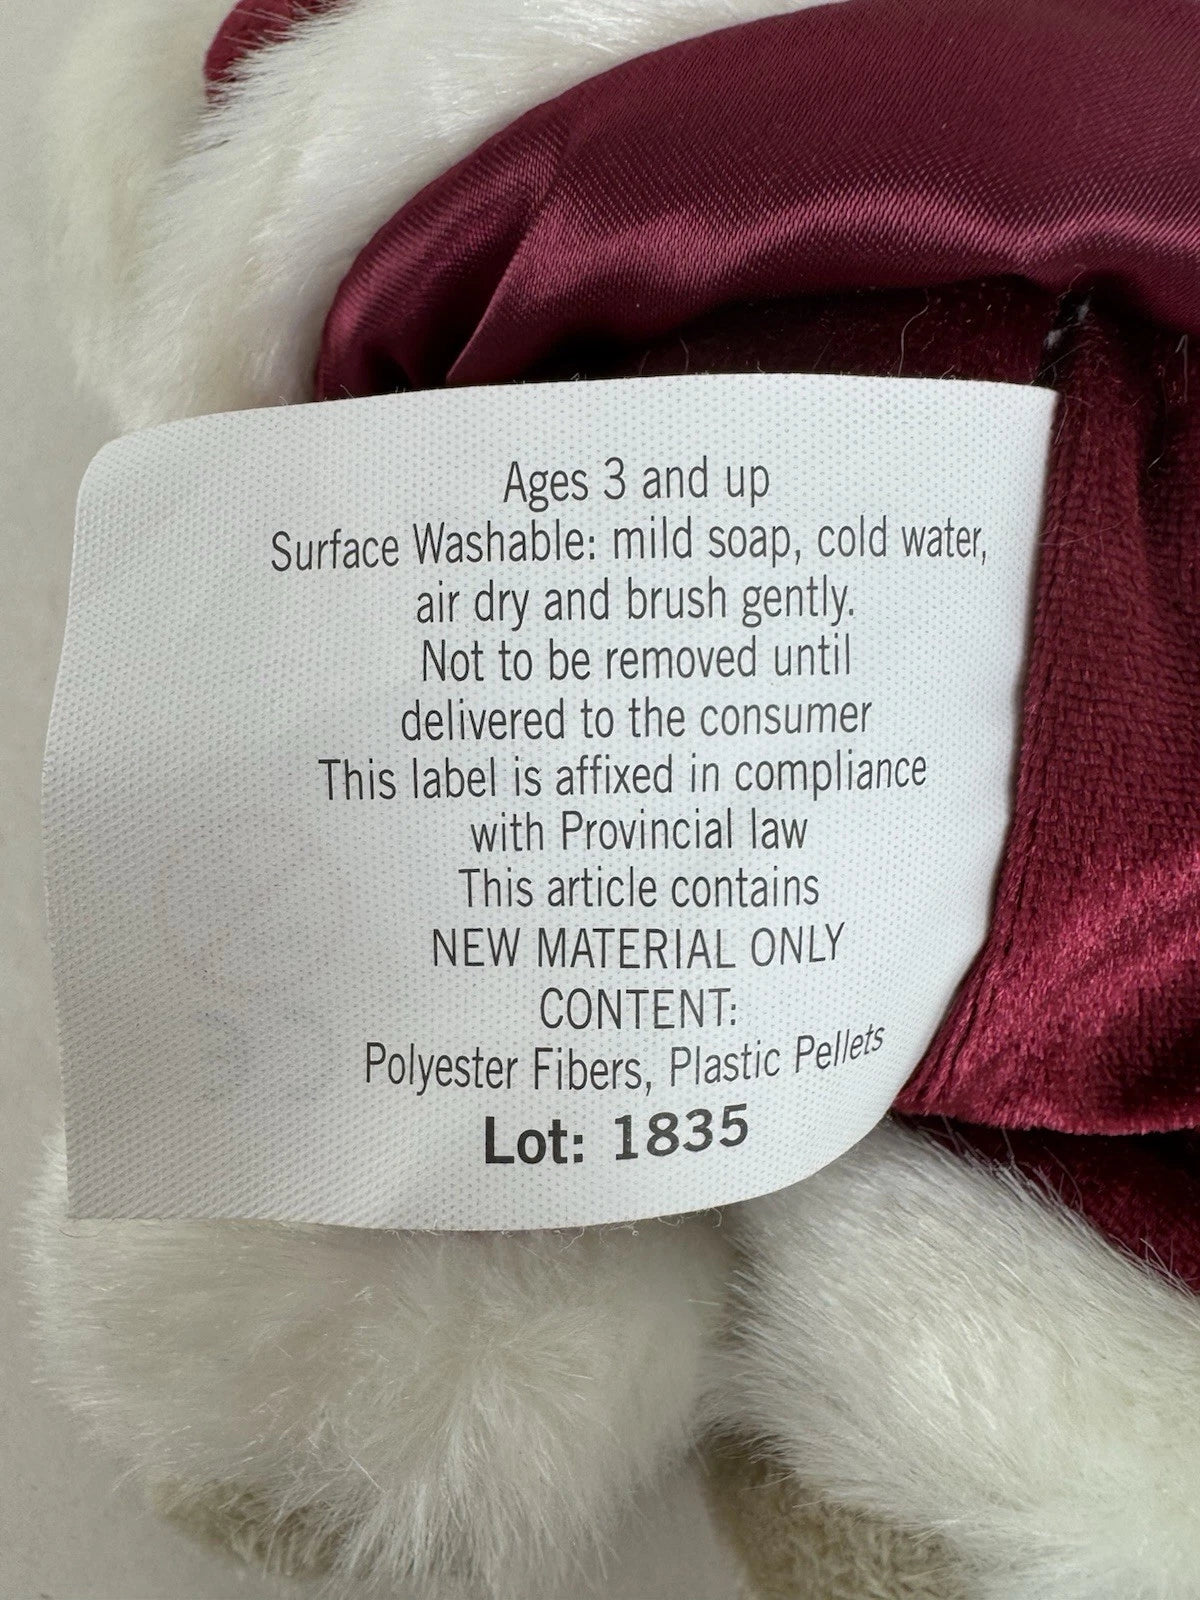 Ages 3 and up
Surface Washable: mild soap, cold water,
air dry and brush gently.
Not to be removed until
delivered to the consumer
This label is affixed in compliance
with Provincial law
This article contains
NEW MATERIAL ONLY
CONTENT:
Polyester Fibers, Plastic Pellets
Lot: 1835